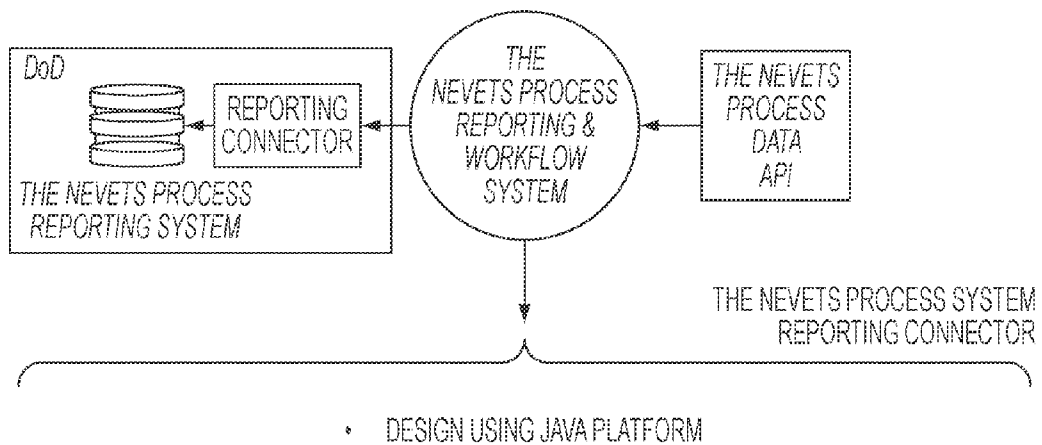 DoD
REPORTING
CONNECTOR
THE NEVETS PROCESS
REPORTING SYSTEM
THE
NEVETS PROCESS
REPORTING &
WORKFLOW
SYSTEM
THE NEVETS
PROCESS
DATA
API
THE NEVETS PROCESS SYSTEM
REPORTING CONNECTOR
• DESIGN USING JAVA PLATFORM